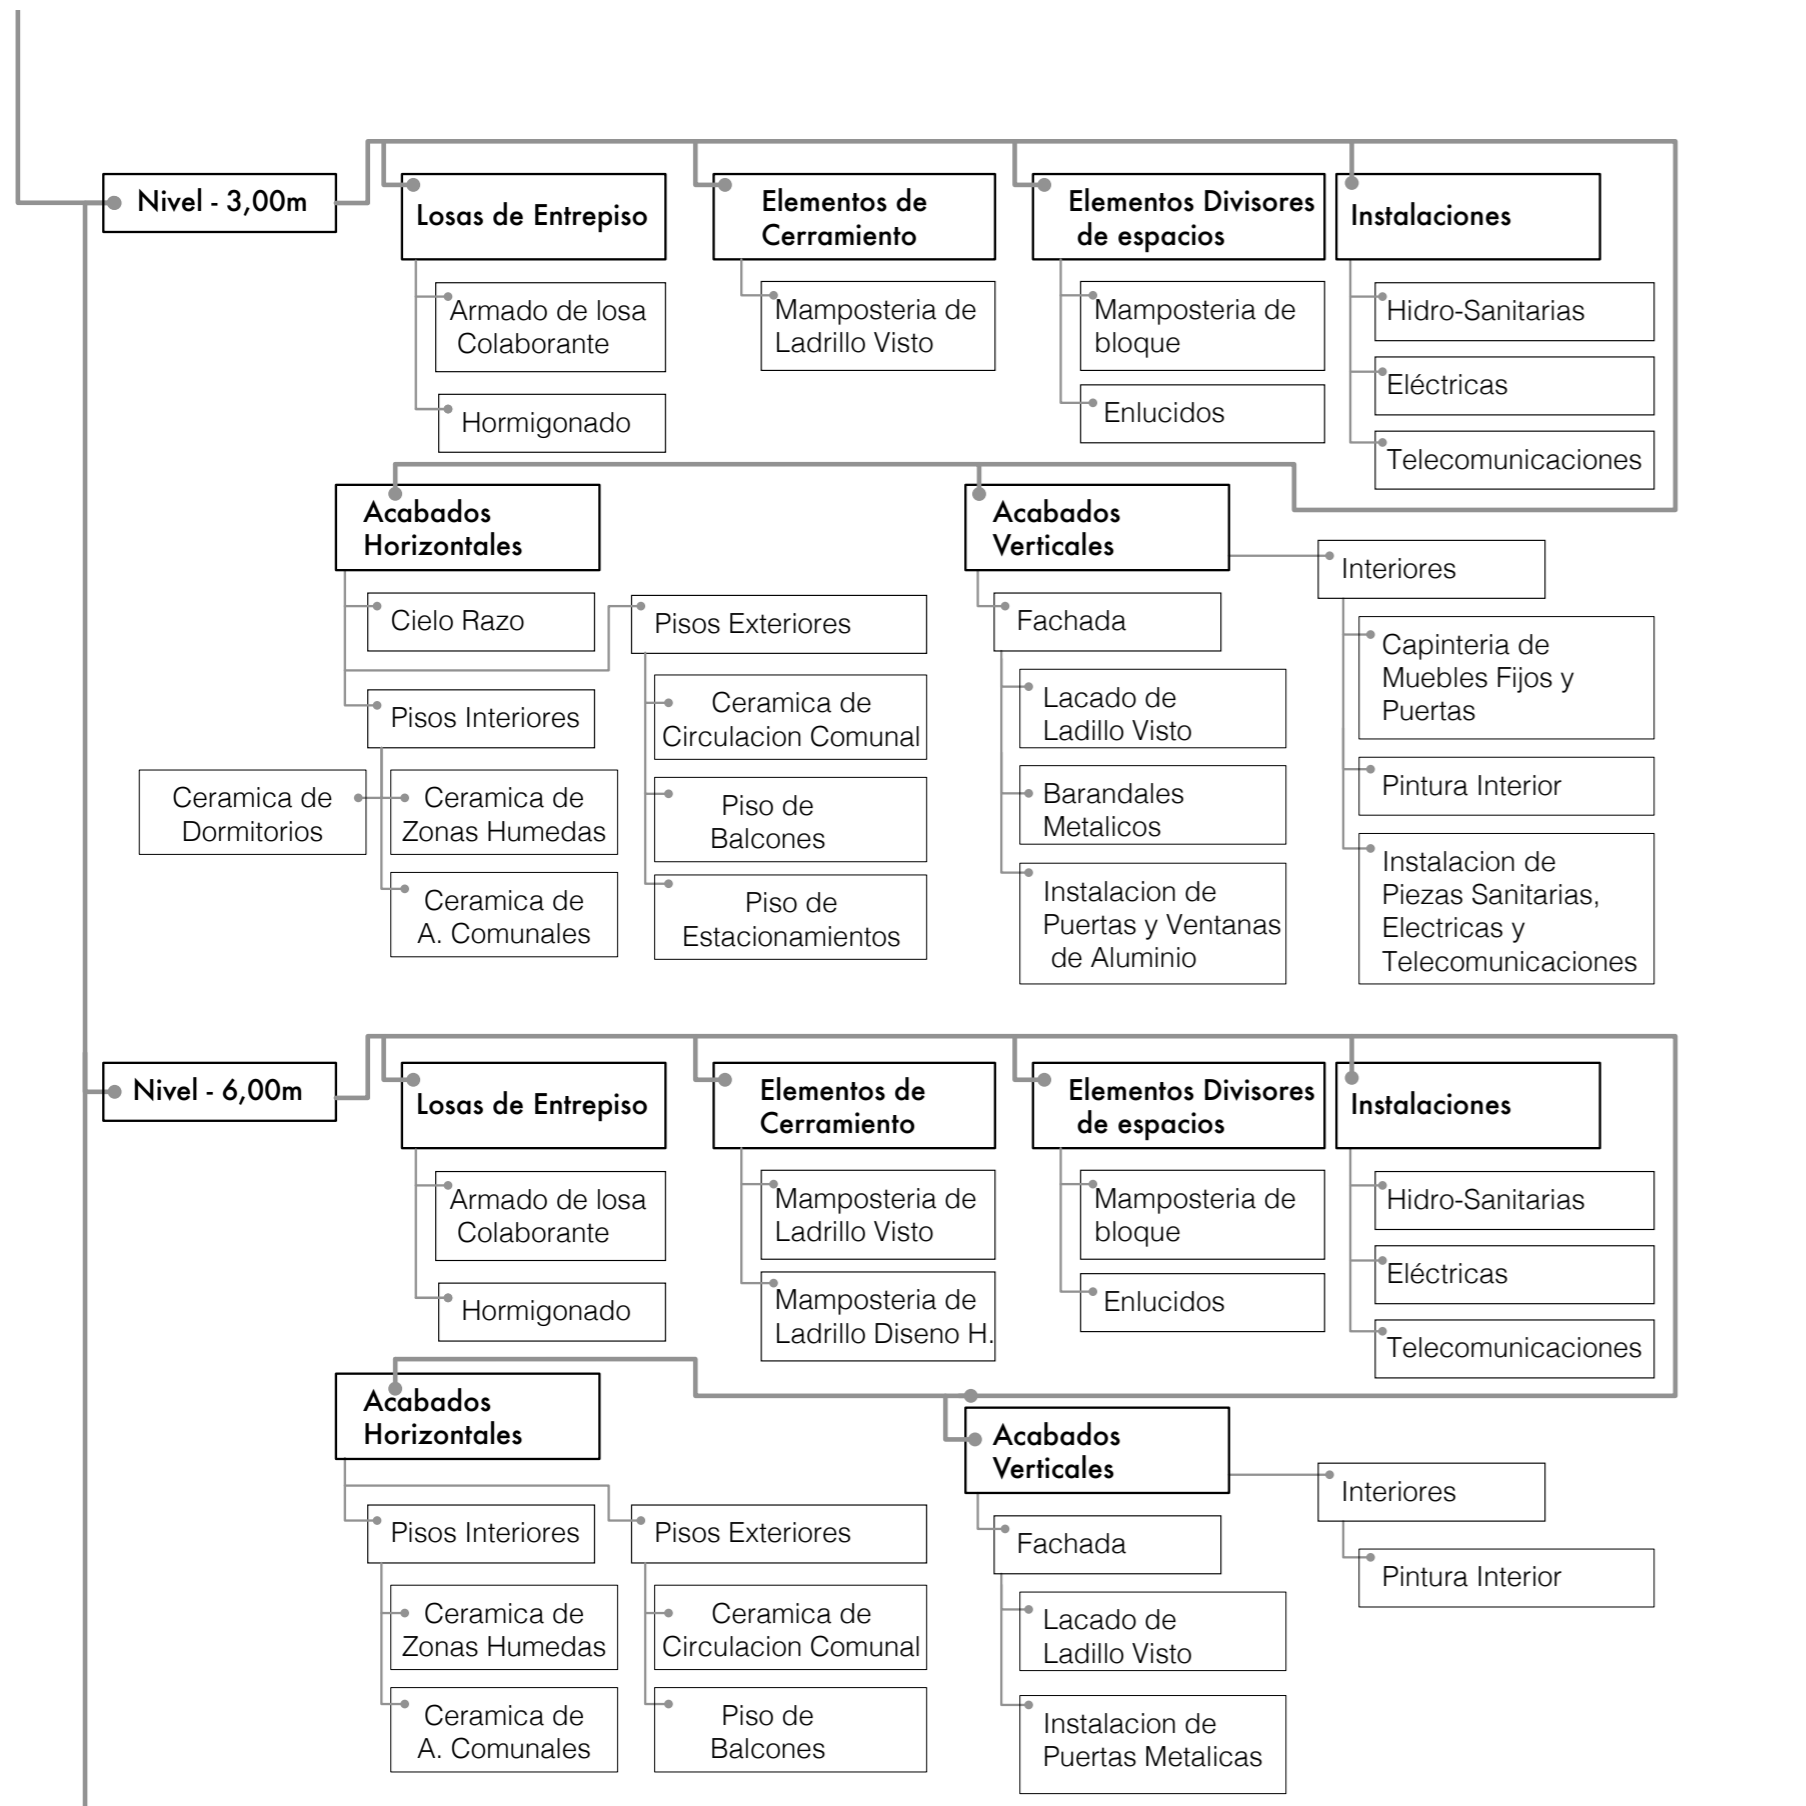 Nivel - 3,00m
Losas de Entrepiso
Armado de losa
Colaborante
Hormigonado
Elementos de
Cerramiento
Mamposteria de
Ladrillo Visto
Elementos Divisores
de espacios
Mamposteria de
bloque
Enlucidos
Instalaciones
Hidro-Sanitarias
Eléctricas
Telecomunicaciones
Acabados
Horizontales
Cielo Razo
Pisos Interiores
Ceramica de
Dormitorios
Ceramica de
Zonas Humedas
Ceramica de
A. Comunales
Pisos Exteriores
Ceramica de
Circulacion Comunal
Piso de
Balcones
Piso de
Estacionamientos
Acabados
Verticales
Fachada
Lacado de
Ladillo Visto
Barandales
Metalicos
Instalacion de
Puertas y Ventanas
de Aluminio
Interiores
Capinteria de
Muebles Fijos y
Puertas
Pintura Interior
Instalacion de
Piezas Sanitarias,
Electricas y
Telecomunicaciones
Nivel - 6,00m
Losas de Entrepiso
Armado de losa
Colaborante
Hormigonado
Elementos de
Cerramiento
Mamposteria de
Ladrillo Visto
Mamposteria de
Ladrillo Diseno H.
Elementos Divisores
de espacios
Mamposteria de
bloque
Enlucidos
Instalaciones
Hidro-Sanitarias
Eléctricas
Telecomunicaciones
Acabados
Horizontales
Pisos Interiores
Ceramica de
Zonas Humedas
Ceramica de
A. Comunales
Pisos Exteriores
Ceramica de
Circulacion Comunal
Piso de
Balcones
Acabados
Verticales
Fachada
Lacado de
Ladillo Visto
Instalacion de
Puertas Metalicas
Interiores
Pintura Interior